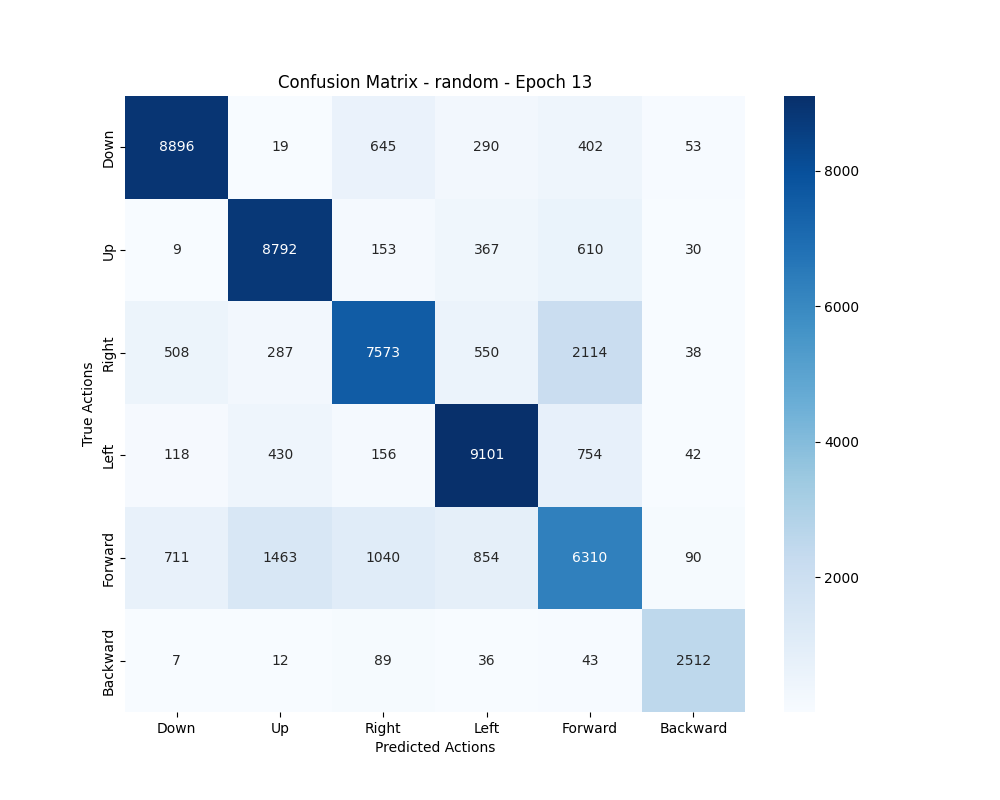 Confusion Matrix - random - Epoch 13
Down 8896 19 645 290 402 53
Up 9 8792 153 367 610 30
Right 508 287 7573 550 2114 38
Left 118 430 156 9101 754 42
Forward 711 1463 1040 854 6310 90
Backward 7 12 89 36 43 2512
Down Up Right Left Forward Backward
Predicted Actions
True Actions
8000
6000
4000
2000